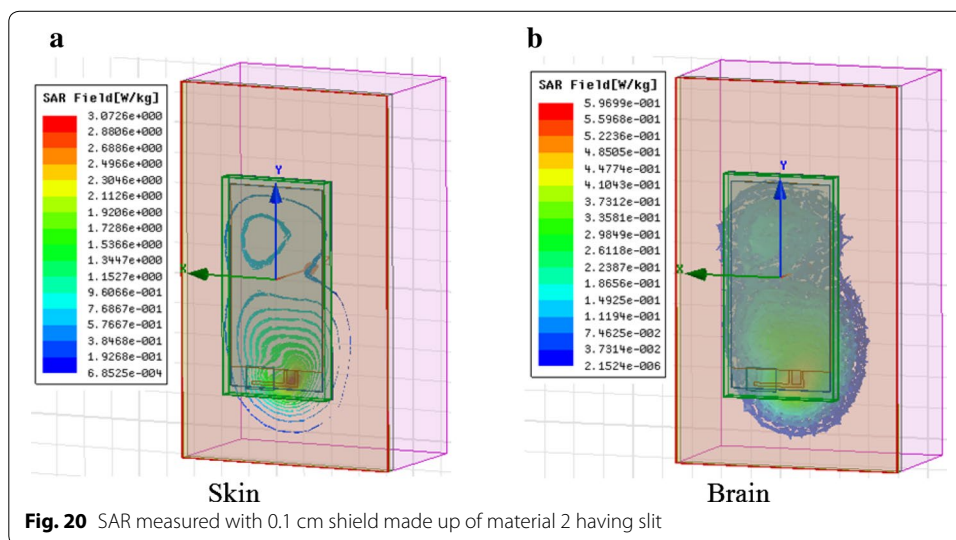 a
SAR Field[W/kg]
3.0726e+000
2.8806e+000
2.6886e+000
2.4966e+000
2.3046e+000
2.1126e+000
1.9206e+000
1.7286e+000
1.5366e+000
1.3447e+000
1.1527e+000
9.6066e-001
7.6867e-001
5.7667e-001
3.8468e-001
1.9268e-001
6.8525e-004
Y
X
Skin
b
SAR Field[W/kg]
5.9699e-001
5.5968e-001
5.2236e-001
4.8505e-001
4.4774e-001
4.1043e-001
3.7312e-001
3.3581e-001
2.9849e-001
2.6118e-001
2.2387e-001
1.8656e-001
1.4925e-001
1.1194e-001
7.4625e-002
3.7314e-002
2.1524e-006
Y
X
Brain
Fig. 20 SAR measured with 0.1 cm shield made up of material 2 having slit